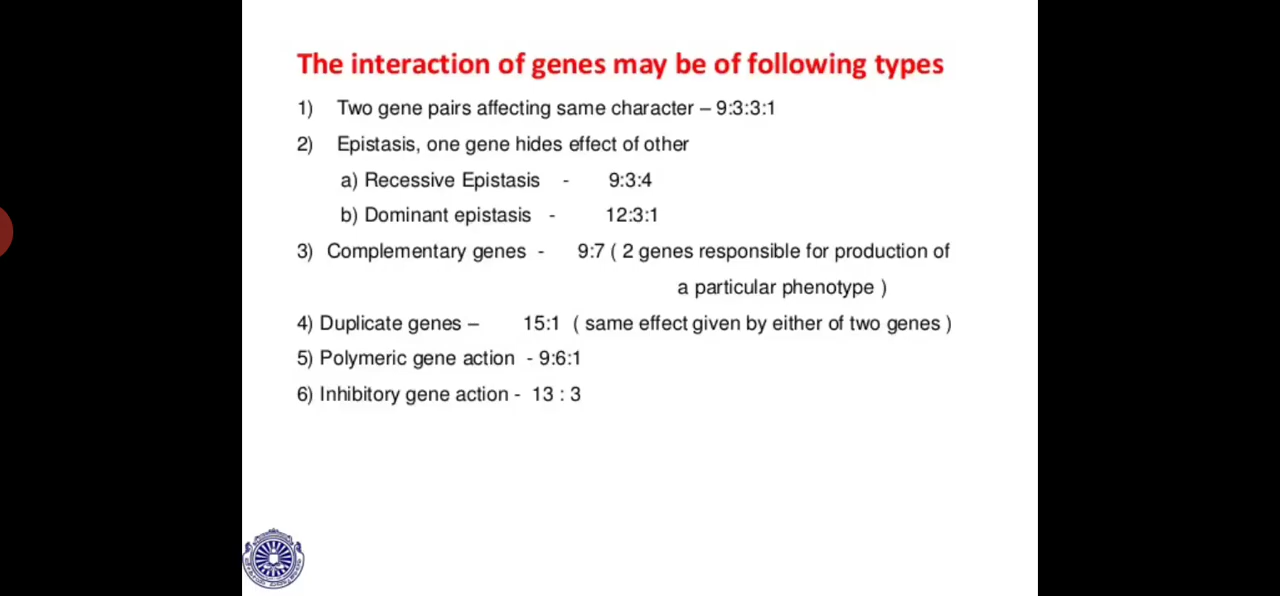 The interaction of genes may be of following types
1) Two gene pairs affecting same character – 9:3:3:1
2) Epistasis, one gene hides effect of other
a) Recessive Epistasis - 9:3:4
b) Dominant epistasis - 12:3:1
3) Complementary genes - 9:7 ( 2 genes responsible for production of
a particular phenotype )
4) Duplicate genes – 15:1 ( same effect given by either of two genes )
5) Polymeric gene action - 9:6:1
6) Inhibitory gene action - 13 : 3